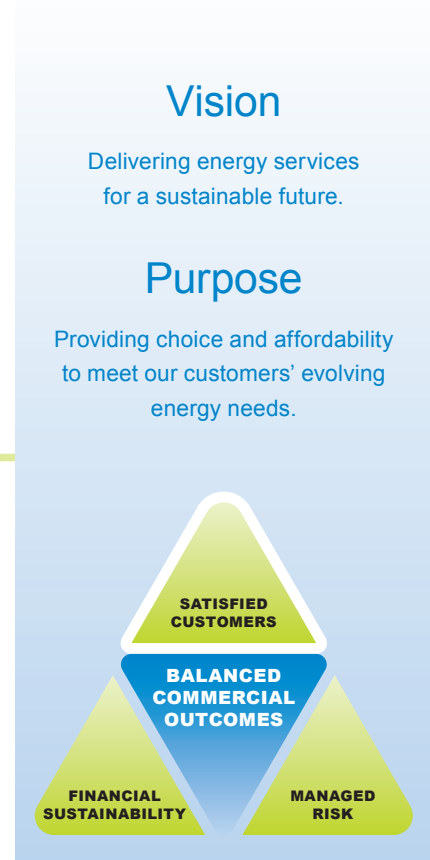 Vision
Delivering energy services
for a sustainable future.
Purpose
Providing choice and affordability
to meet our customers’ evolving
energy needs.
SATISFIED
CUSTOMERS
BALANCED
COMMERCIAL
OUTCOMES
FINANCIAL
SUSTAINABILITY
MANAGED
RISK